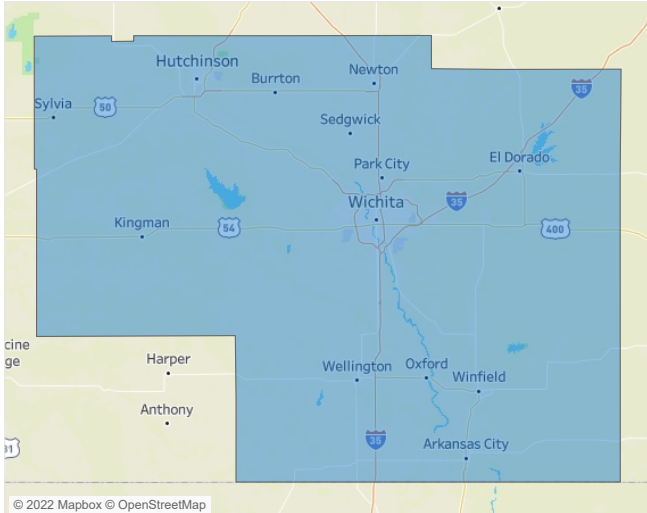 Hutchinson
Newton
Burrton
35
Sylvia
50
Sedgwick
Park City
El Dorado
Wichita
35
Kingman
54
400
cine
ge
Harper
Wellington
Oxford
Winfield
Anthony
35
Arkansas City
31
© 2022 Mapbox © OpenStreetMap